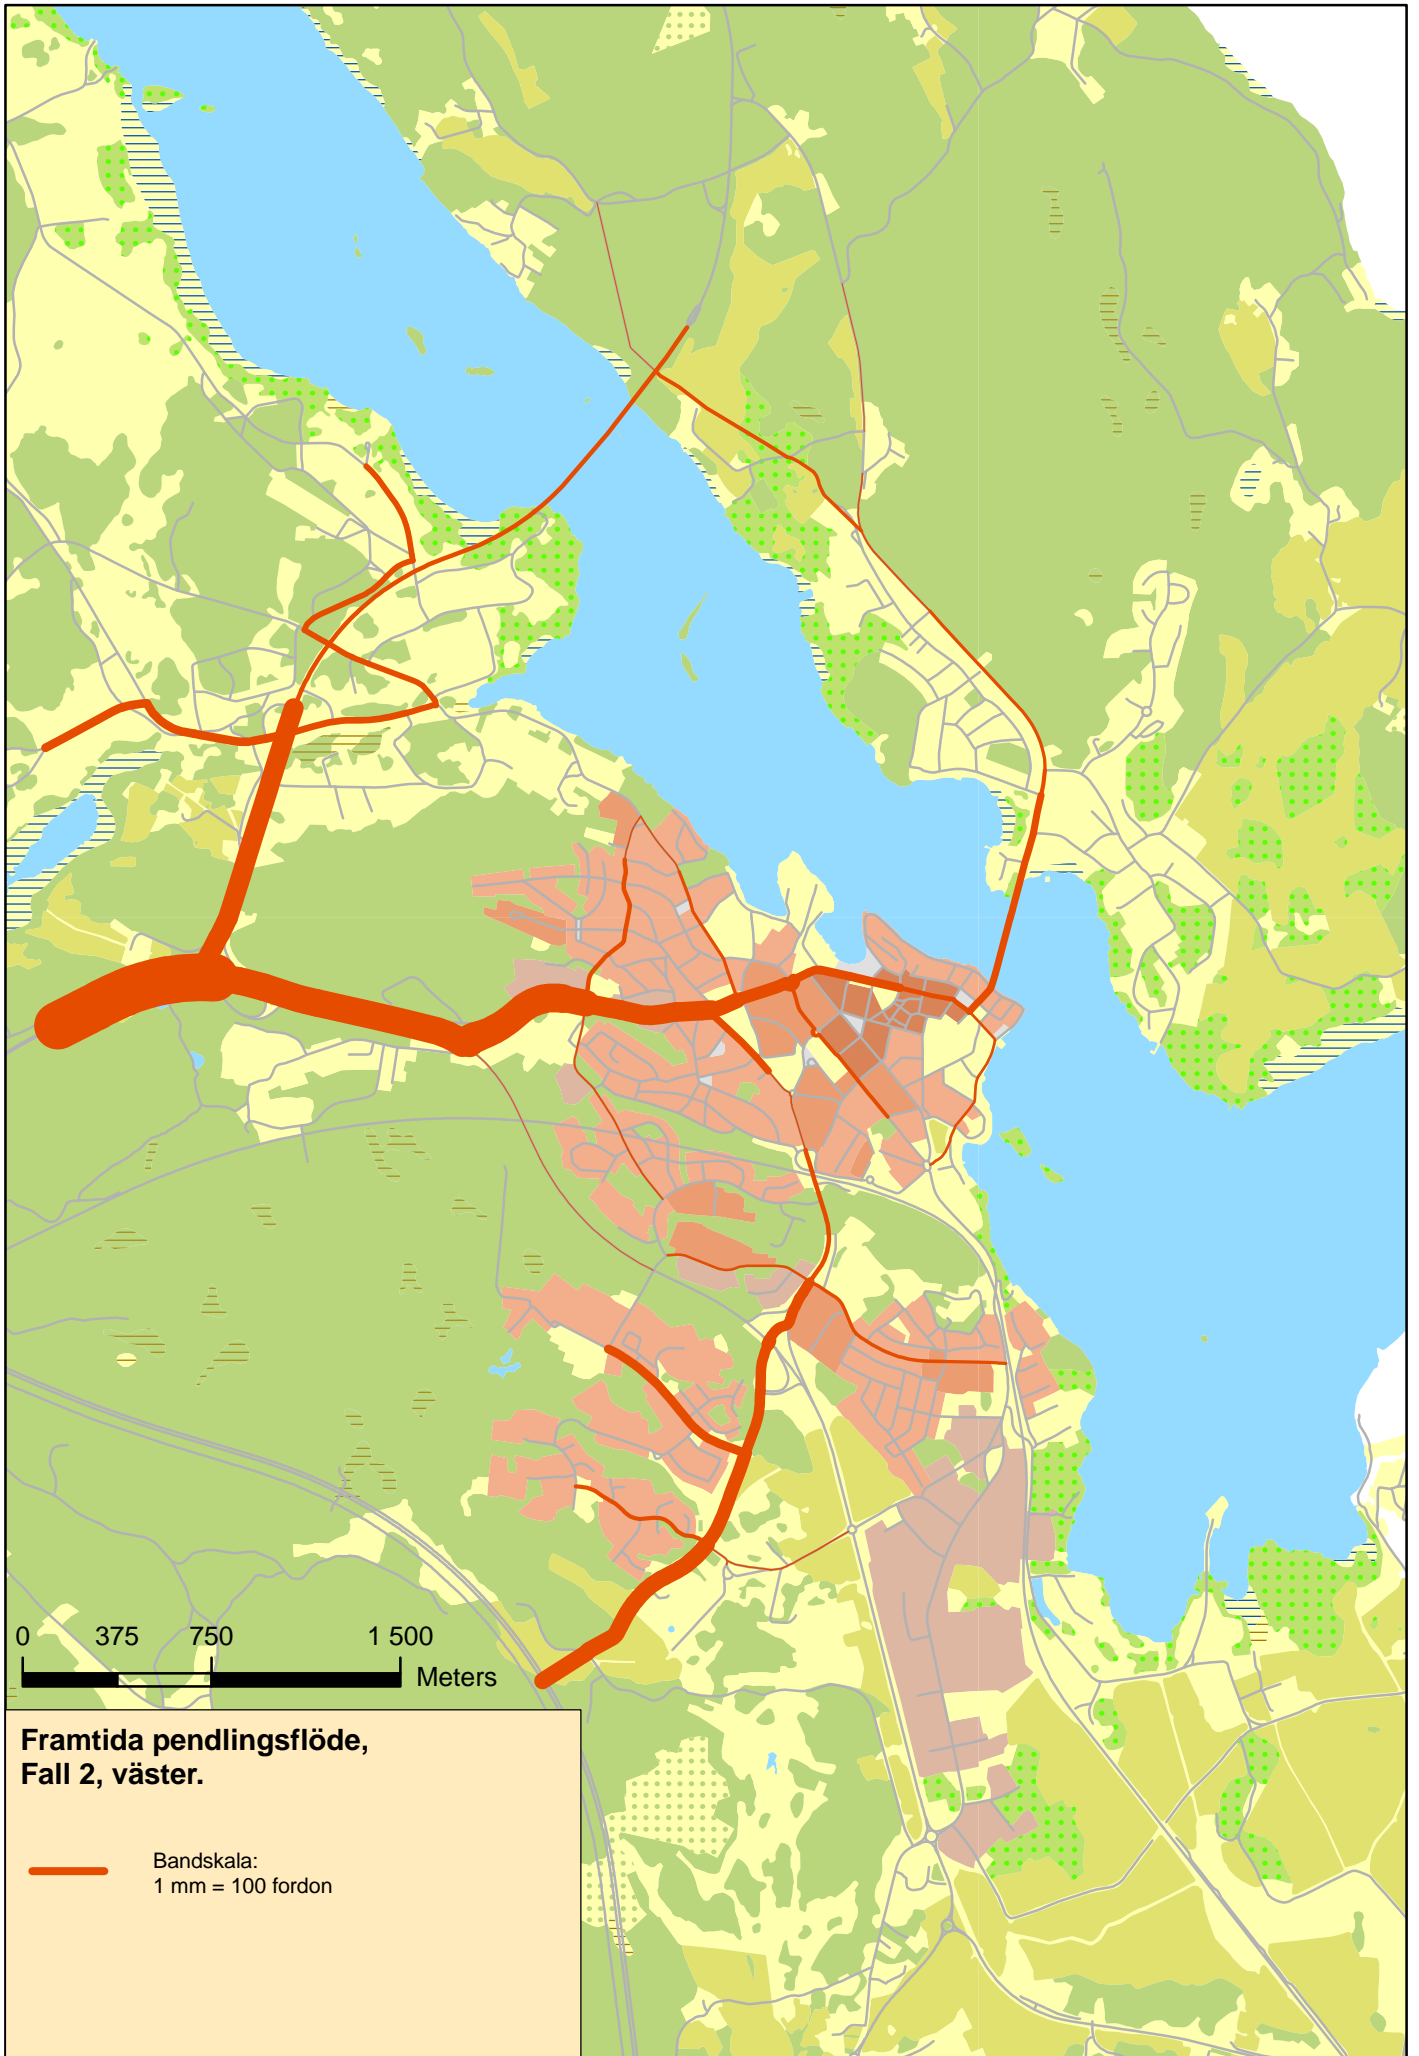 0 375 750 1 500
Meters
Framtida pendlingsflöde,
Fall 2, väster.
Bandskala:
1 mm = 100 fordon